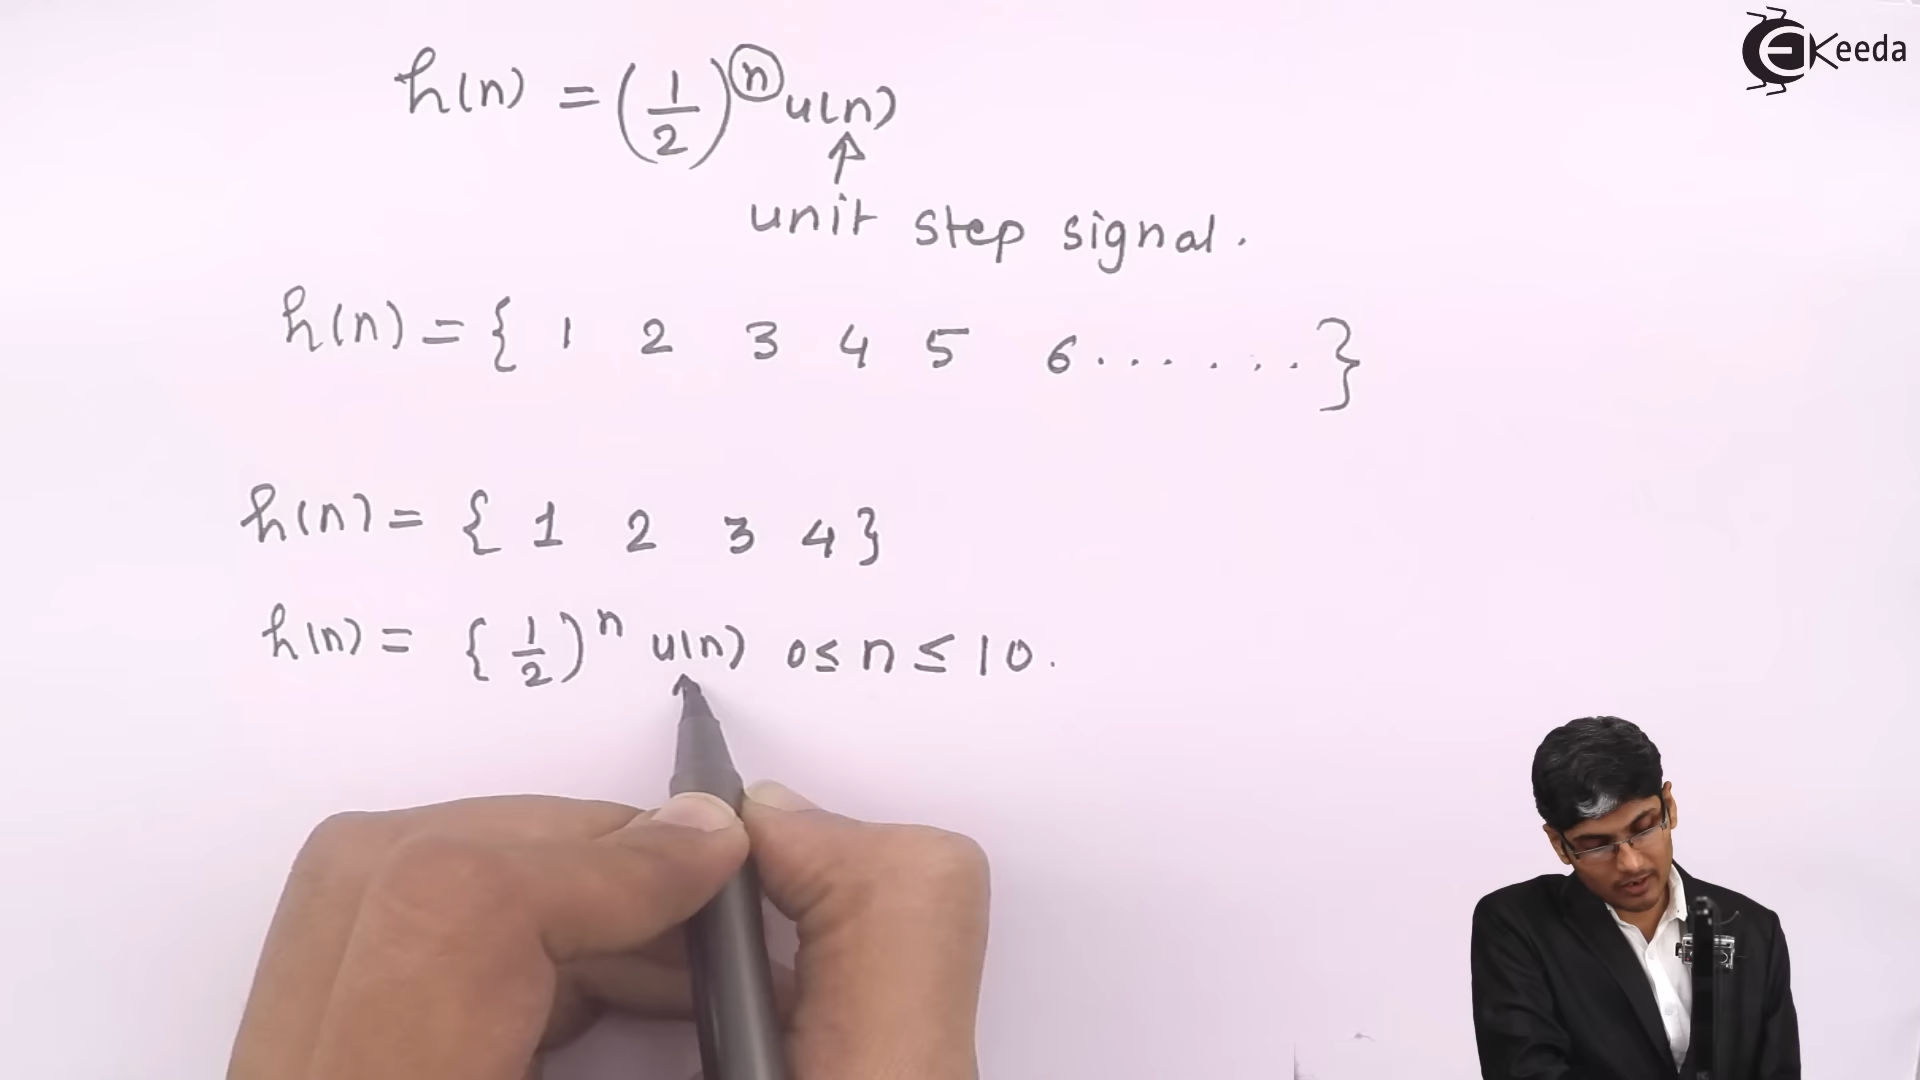 EKeeda
h(n) = (1/2)^n u(n)
↑
unit step signal.
h(n) = { 1 2 3 4 5 6 . . . . . . . }
h(n) = { 1 2 3 4 }
h(n) = { 1/2 )^n u(n) 0 ≤ n ≤ 10.